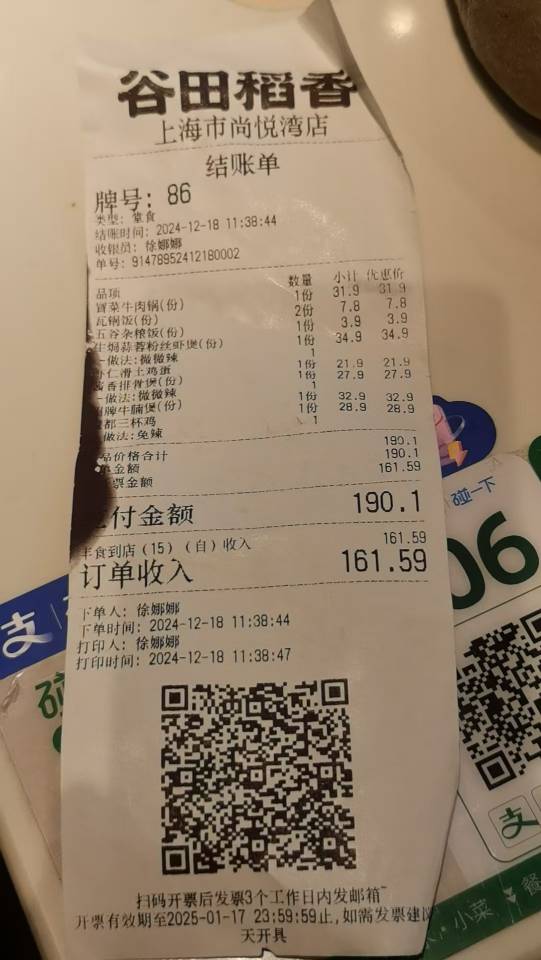 谷田稻香
上海市尚悦湾店
结账单
牌号: 86
类型: 堂食
结账时间: 2024-12-18 11:38:44
收银员: 徐娜娜
单号: 91478952412180002
品项 数量 小计 优惠价
冒菜牛肉锅(份) 1份 31.9 31.9
瓦锅饭(份) 2份 7.8 7.8
五谷杂粮饭(份) 1份 3.9 3.9
生焗蒜蓉粉丝虾煲(份) 1份 34.9 34.9
-做法:微微辣 1
仁滑土鸡蛋 1份 21.9 21.9
香排骨煲(份) 1份 27.9 27.9
-做法:微微辣 1
牌牛腩煲(份) 1份 32.9 32.9
都三杯鸡 1份 28.9 28.9
做法:免辣 1
品价格合计 190.1
金额 190.1
票金额 161.59
付金额 190.1
食到店(15)(自)收入 161.59
订单收入 161.59
下单人: 徐娜娜
下单时间: 2024-12-18 11:38:44
打印人: 徐娜娜
打印时间: 2024-12-18 11:38:47
扫码开票后发票3个工作日内发邮箱~
开票有效期至2025-01-17 23:59:59止,如需发票建议
天开具
支
碰一下
06
支
小菜
餐